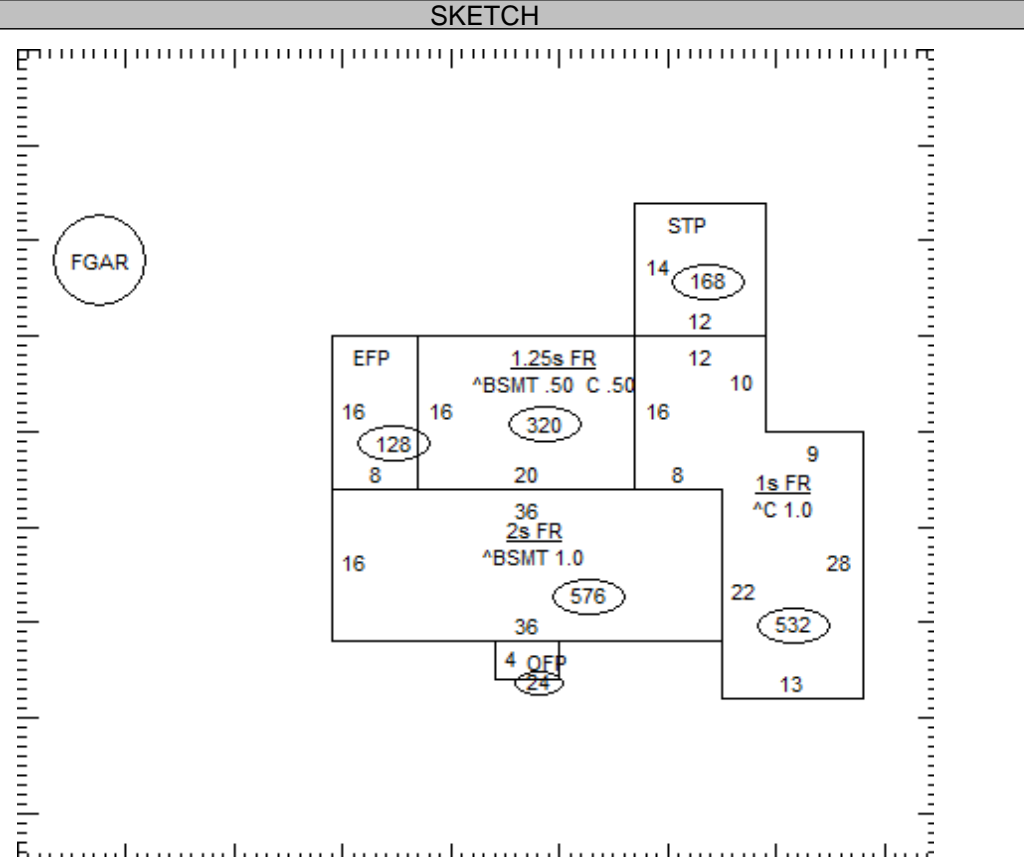 SKETCH
STP
14
168
12
FGAR
EFP
16
128
8
1.25s FR
^BSMT .50 C .50
16
320
20
12
10
16
8
9
1s FR
^C 1.0
28
22
532
13
36
2s FR
^BSMT 1.0
16
576
36
4 OFP
24